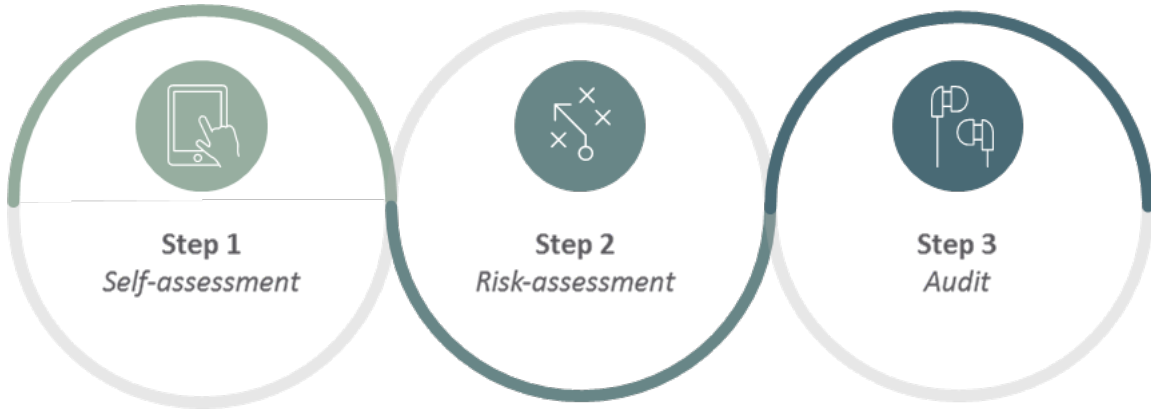 Step 1
Self-assessment
Step 2
Risk-assessment
Step 3
Audit